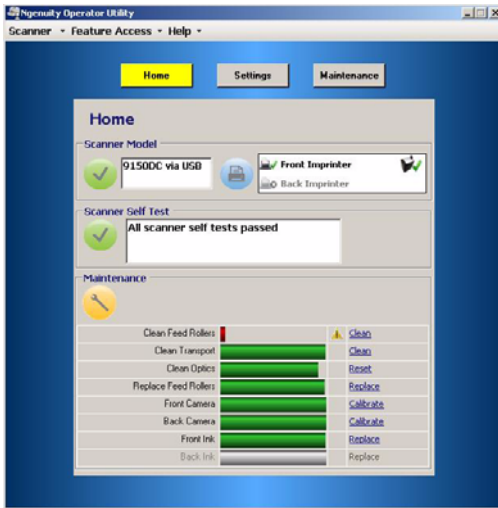 Ngenuity Operator Utility
Scanner Feature Access Help
Home Settings Maintenance
Home
Scanner Model
9150DC via USB
Front Imprinter
Back Imprinter
Scanner Self Test
All scanner self tests passed
Maintenance
Clean Feed Rollers Clean
Clean Transport Clean
Clean Optics Reset
Replace Feed Rollers Replace
Front Camera Calibrate
Back Camera Calibrate
Front Ink Replace
Back Ink Replace